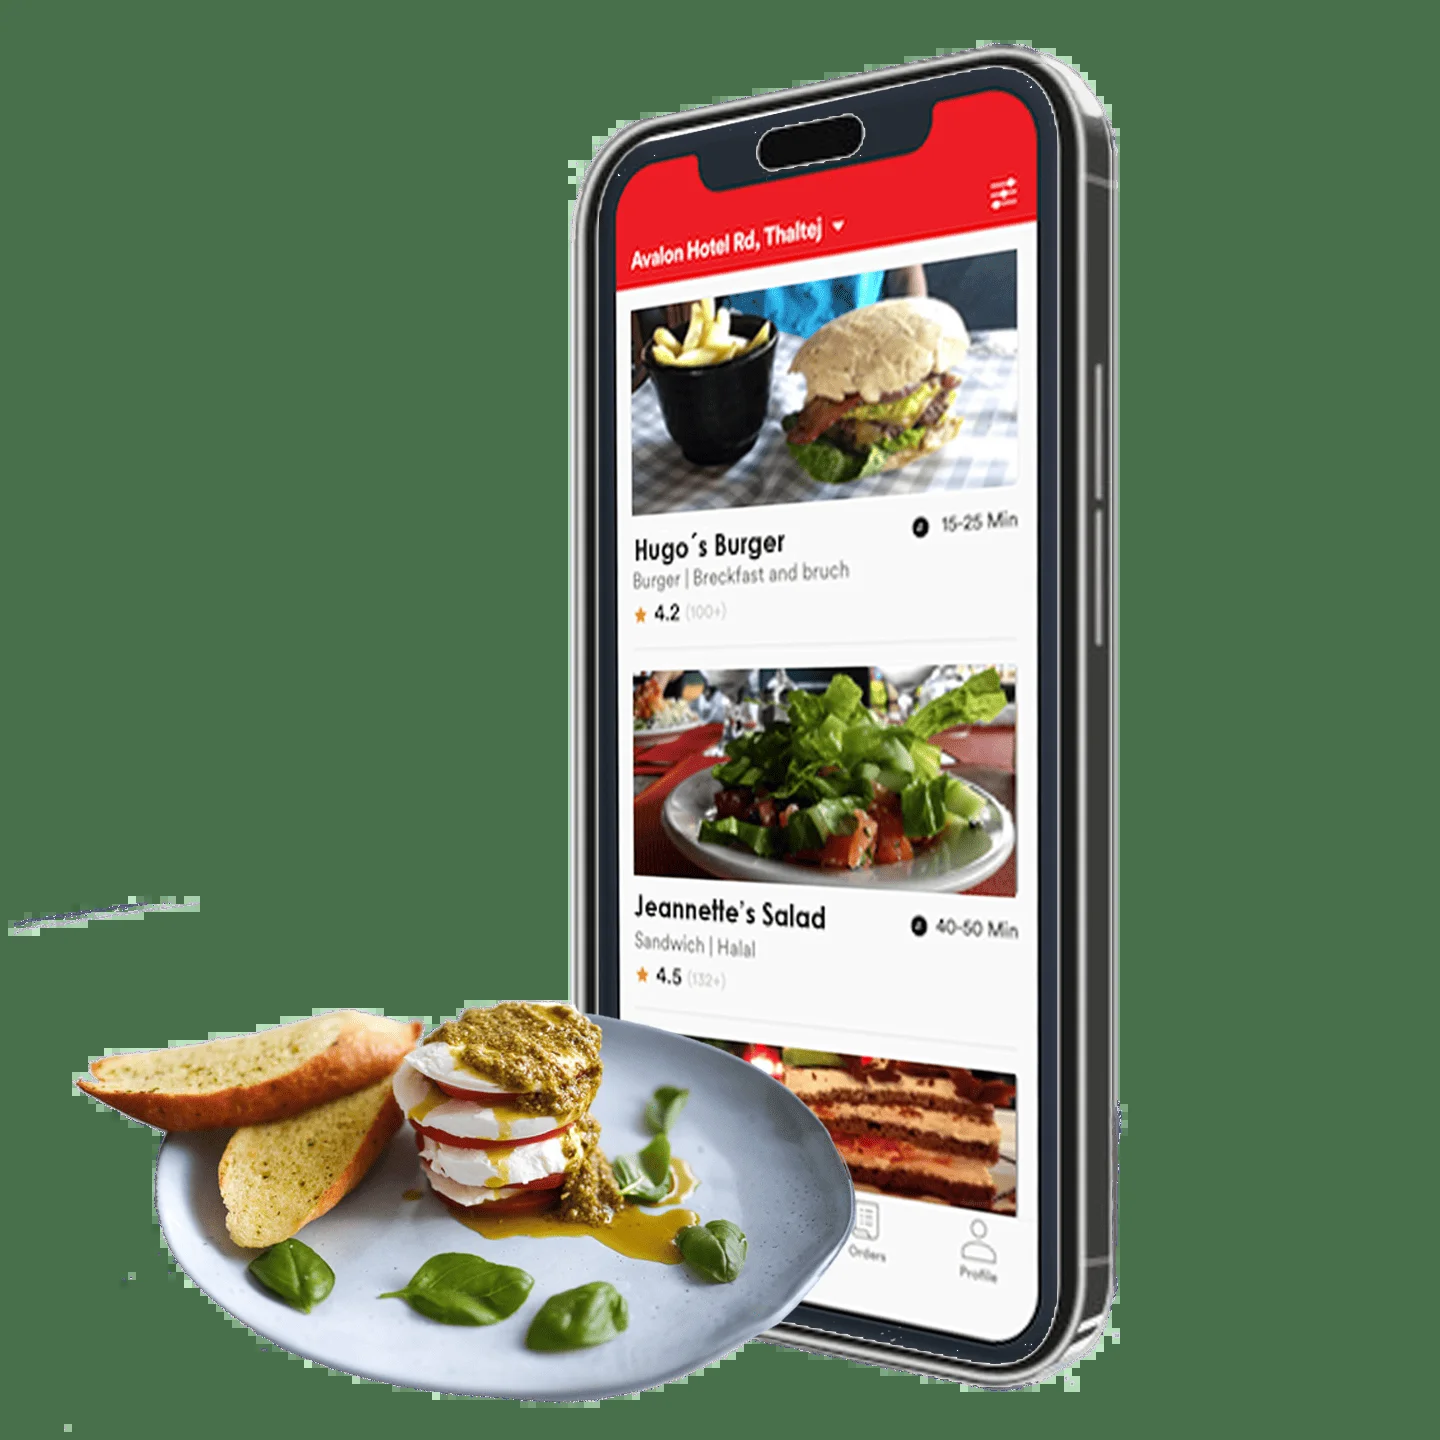 Avalon Hotel Rd, Thaltej
Hugo´s Burger
15-25 Min
Burger | Breckfast and bruch
4.2 (100+)
Jeannette's Salad
40-50 Min
Sandwich | Halal
4.5 (132+)
Orders
Profile